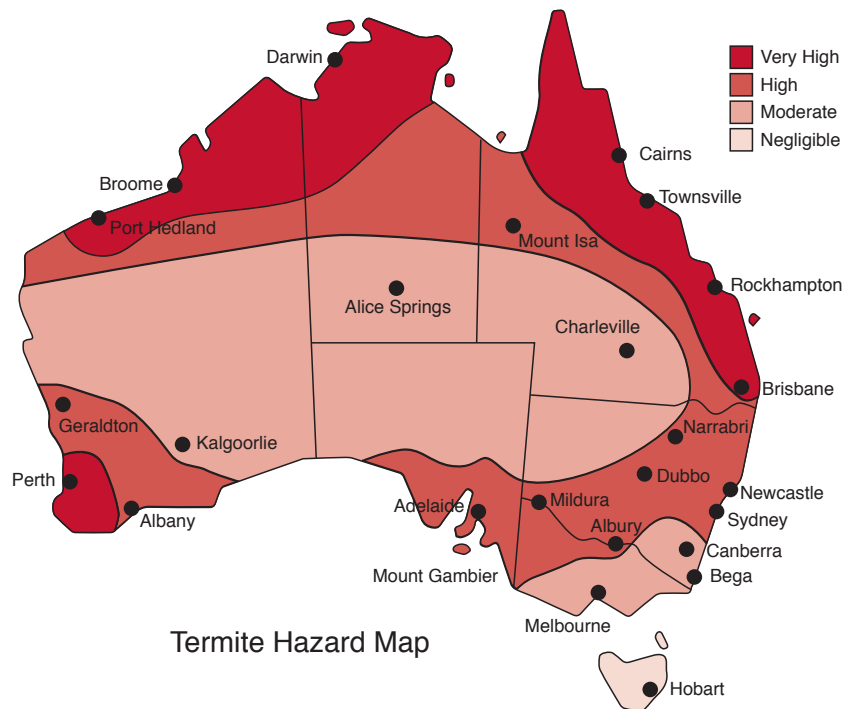 Darwin
Very High
High
Moderate
Negligible
Cairns
Broome
Townsville
Port Hedland
Mount Isa
Rockhampton
Alice Springs
Charleville
Brisbane
Geraldton
Narrabri
Kalgoorlie
Perth
Dubbo
Newcastle
Mildura
Adelaide
Albany
Sydney
Albury
Canberra
Mount Gambier
Bega
Melbourne
Termite Hazard Map
Hobart